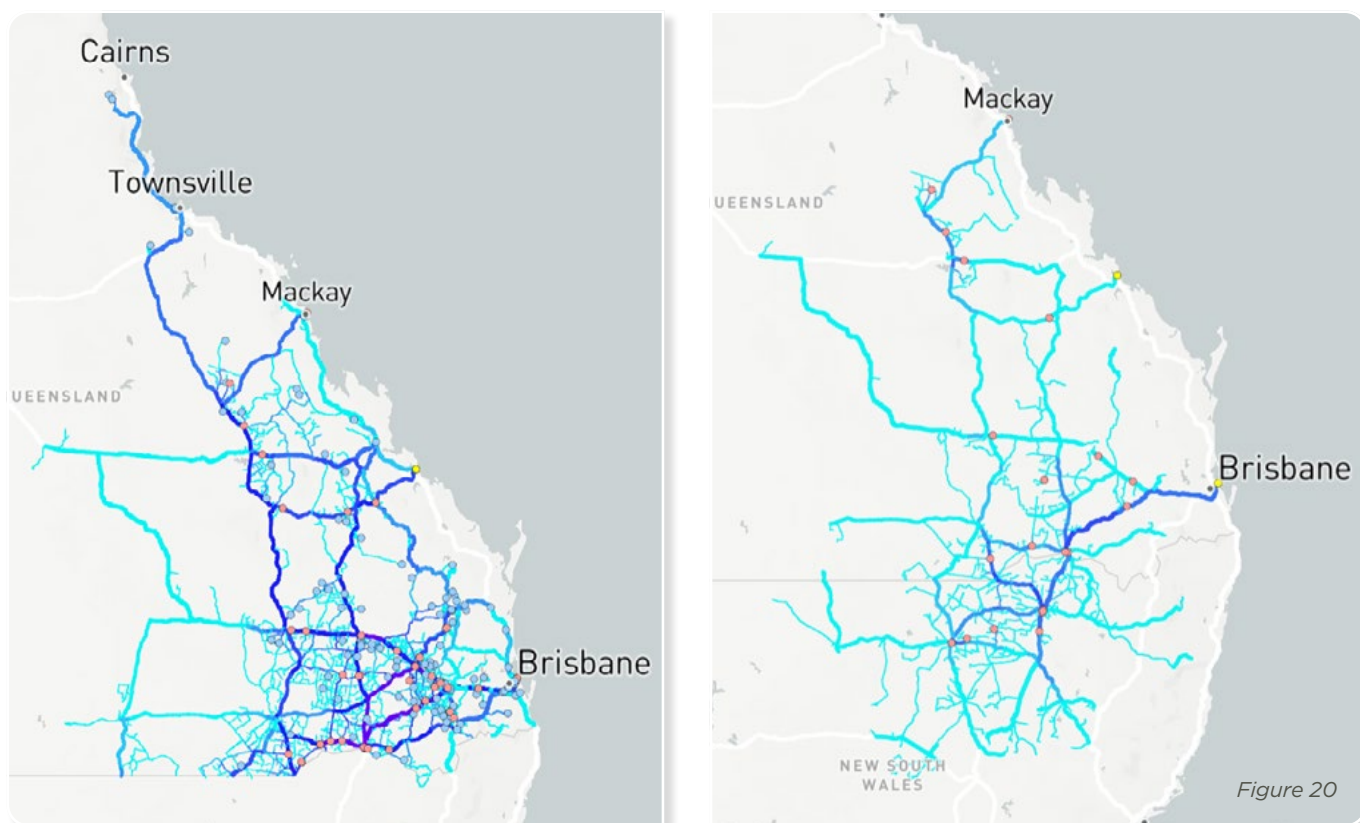 Cairns
Townsville
Mackay
UEENSLAND
Brisbane
Mackay
UEENSLAND
Brisbane
NEW SOUTH
WALES
Figure 20